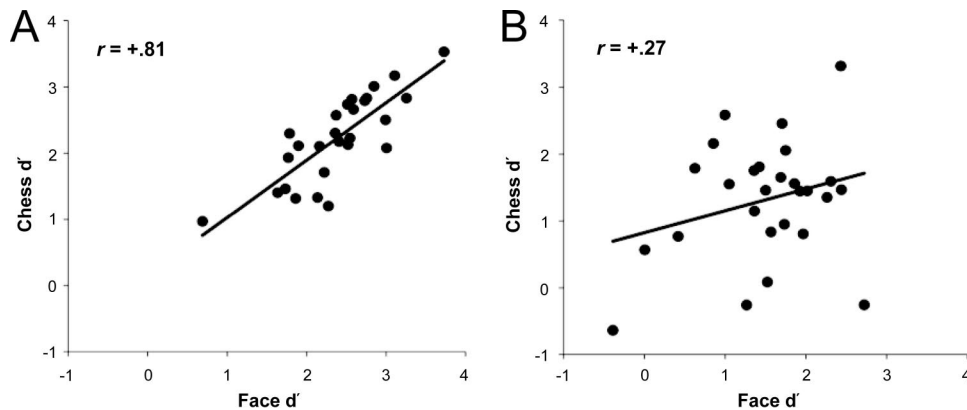 A
r = +.81
4
3
2
1
0
-1
-1 0 1 2 3 4
Chess d′
Face d′
B
r = +.27
4
3
2
1
0
-1
-1 0 1 2 3 4
Chess d′
Face d′